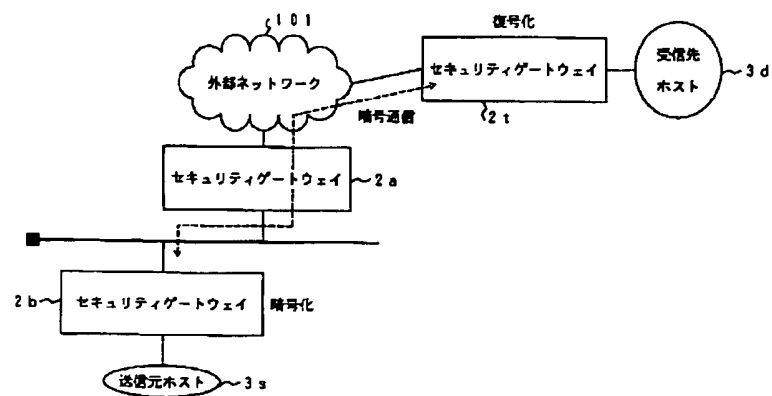 101
復号化
外部ネットワーク
セキュリティゲートウェイ
受信先
ホスト
3d
暗号通信
2t
セキュリティゲートウェイ
2a
2b
セキュリティゲートウェイ
暗号化
送信元ホスト
3s